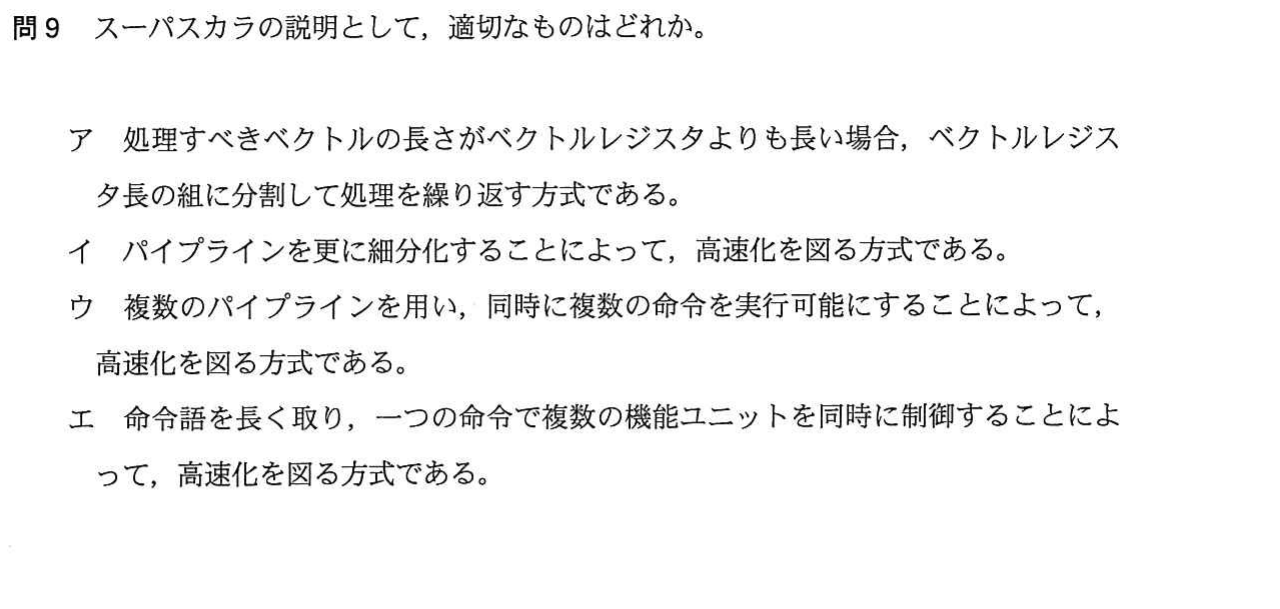 問9　スーパスカラの説明として，適切なものはどれか。
ア　処理すべきベクトルの長さがベクトルレジスタよりも長い場合，ベクトルレジス
タ長の組に分割して処理を繰り返す方式である。
イ　パイプラインを更に細分化することによって，高速化を図る方式である。
ウ　複数のパイプラインを用い，同時に複数の命令を実行可能にすることによって，
高速化を図る方式である。
エ　命令語を長く取り，一つの命令で複数の機能ユニットを同時に制御することによ
って，高速化を図る方式である。